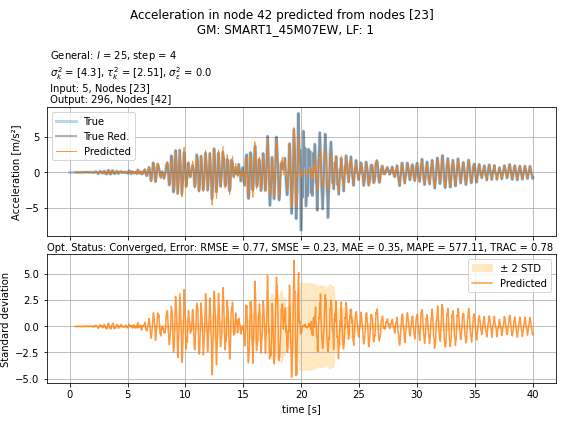 Acceleration in node 42 predicted from nodes [23]
GM: SMART1_45M07EW, LF: 1
General: l = 25, step = 4
σ²ₖ = [4.3], τ²ₖ = [2.51], σ²ε = 0.0
Input: 5, Nodes [23]
Output: 296, Nodes [42]
True
True Red.
Predicted
Acceleration [m/s²]
5
0
−5
Opt. Status: Converged, Error: RMSE = 0.77, SMSE = 0.23, MAE = 0.35, MAPE = 577.11, TRAC = 0.78
± 2 STD
Predicted
Standard deviation
5.0
2.5
0.0
−2.5
−5.0
0 5 10 15 20 25 30 35 40
time [s]